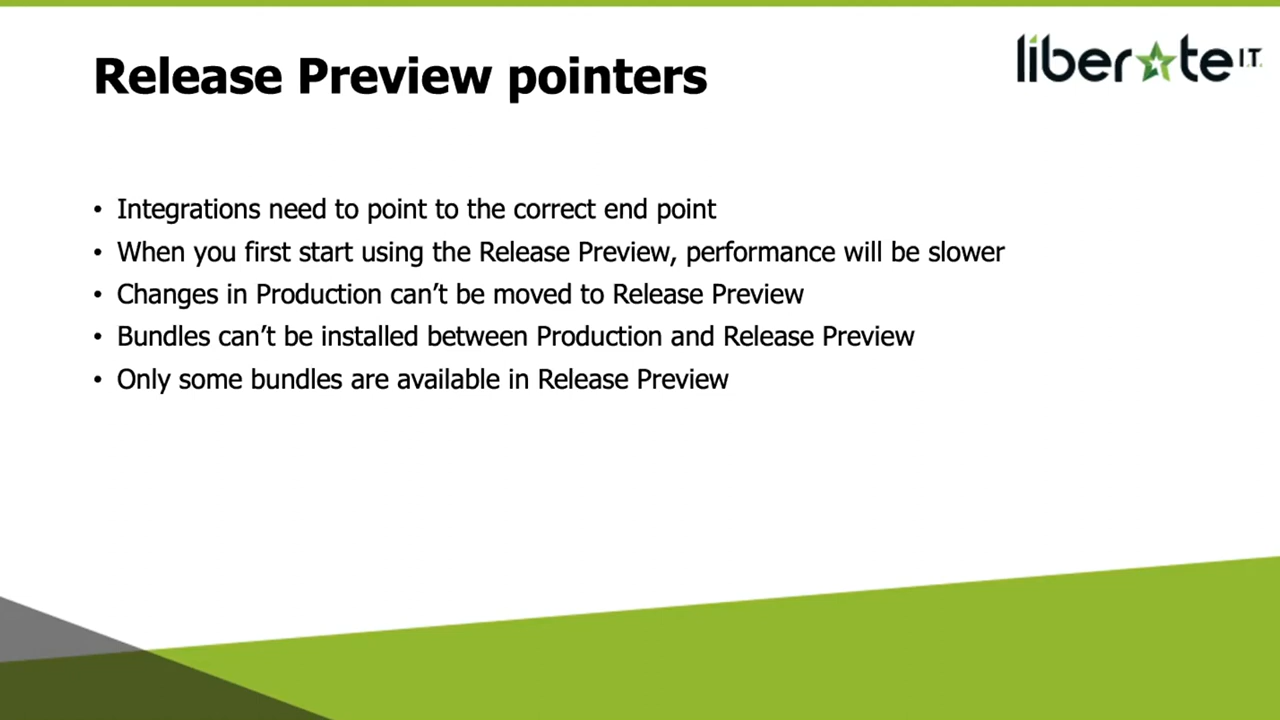 liber★te I.T.
Release Preview pointers
• Integrations need to point to the correct end point
• When you first start using the Release Preview, performance will be slower
• Changes in Production can’t be moved to Release Preview
• Bundles can’t be installed between Production and Release Preview
• Only some bundles are available in Release Preview